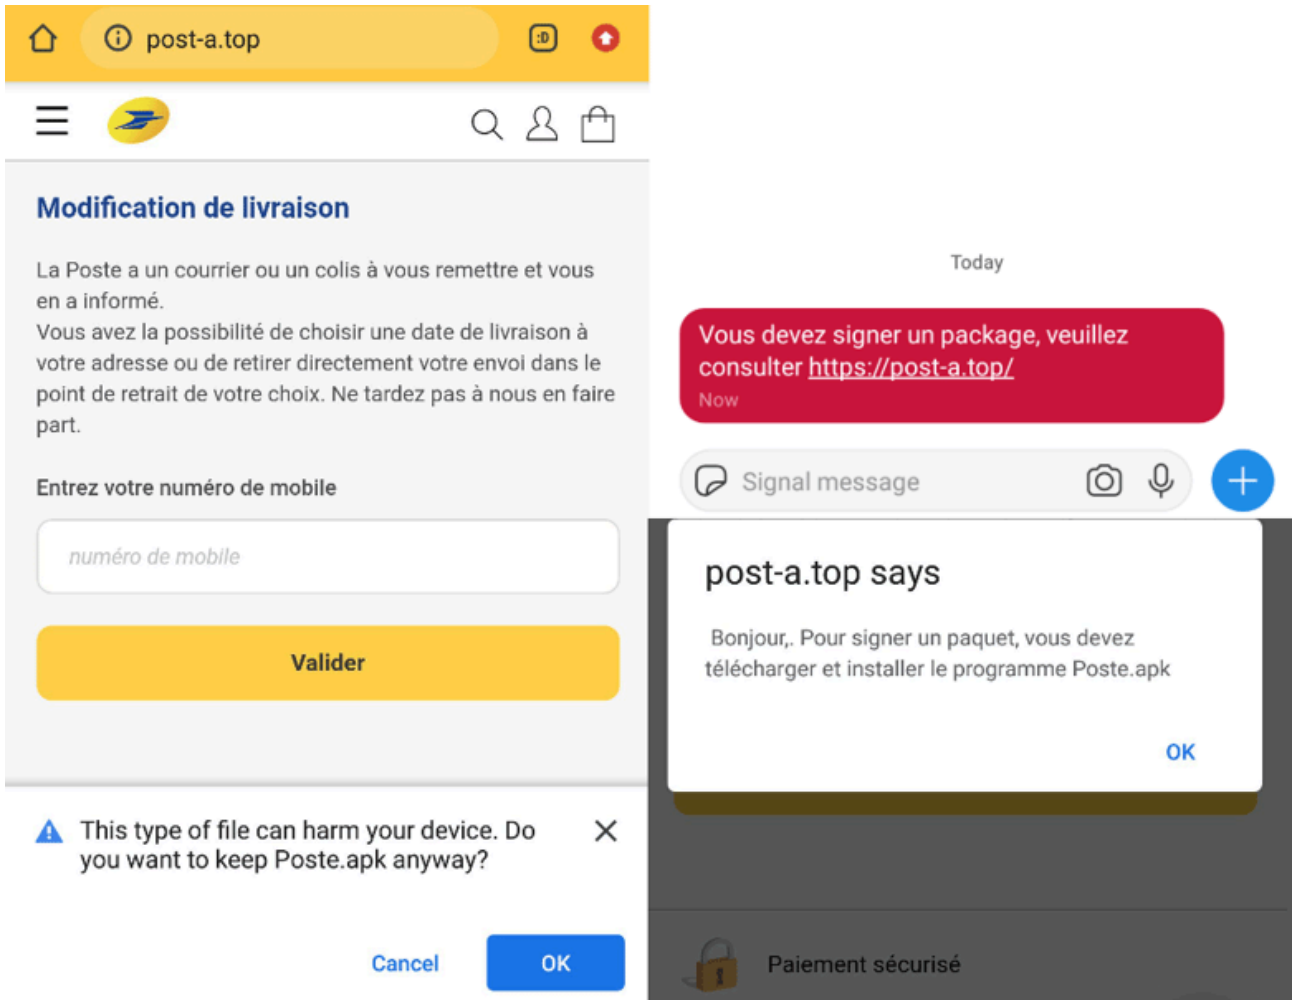 post-a.top
:D
Modification de livraison
La Poste a un courrier ou un colis à vous remettre et vous
en a informé.
Vous avez la possibilité de choisir une date de livraison à
votre adresse ou de retirer directement votre envoi dans le
point de retrait de votre choix. Ne tardez pas à nous en faire
part.
Entrez votre numéro de mobile
numéro de mobile
Valider
This type of file can harm your device. Do
you want to keep Poste.apk anyway?
Cancel
OK
Today
Vous devez signer un package, veuillez
consulter https://post-a.top/
Now
Signal message
post-a.top says
Bonjour,. Pour signer un paquet, vous devez
télécharger et installer le programme Poste.apk
OK
Paiement sécurisé